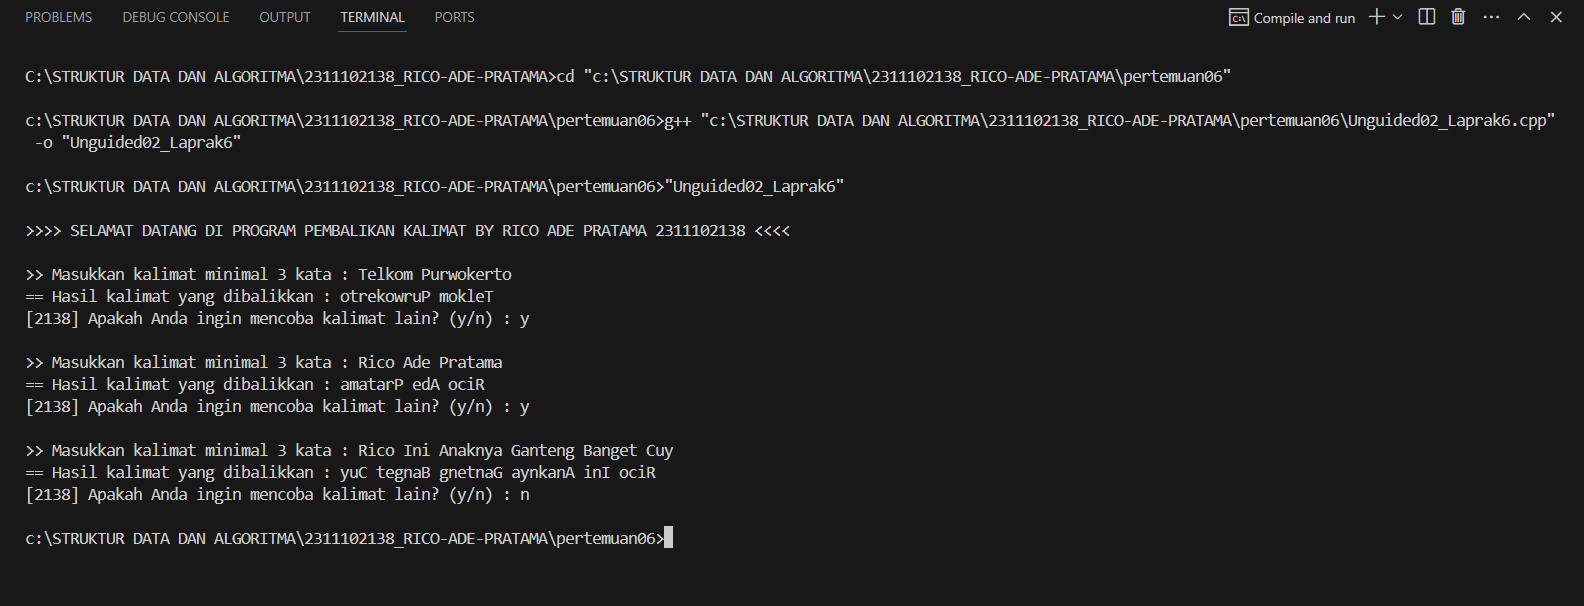 PROBLEMS DEBUG CONSOLE OUTPUT TERMINAL PORTS Compile and run
C:\STRUKTUR DATA DAN ALGORITMA\2311102138_RICO-ADE-PRATAMA>cd "c:\STRUKTUR DATA DAN ALGORITMA\2311102138_RICO-ADE-PRATAMA\pertemuan06"
c:\STRUKTUR DATA DAN ALGORITMA\2311102138_RICO-ADE-PRATAMA\pertemuan06>g++ "c:\STRUKTUR DATA DAN ALGORITMA\2311102138_RICO-ADE-PRATAMA\pertemuan06\Unguided02_Laprak6.cpp"
-o "Unguided02_Laprak6"
c:\STRUKTUR DATA DAN ALGORITMA\2311102138_RICO-ADE-PRATAMA\pertemuan06>"Unguided02_Laprak6"
>>>> SELAMAT DATANG DI PROGRAM PEMBALIKAN KALIMAT BY RICO ADE PRATAMA 2311102138 <<<<
>> Masukkan kalimat minimal 3 kata : Telkom Purwokerto
== Hasil kalimat yang dibalikkan : otrekowruP mokleT
[2138] Apakah Anda ingin mencoba kalimat lain? (y/n) : y
>> Masukkan kalimat minimal 3 kata : Rico Ade Pratama
== Hasil kalimat yang dibalikkan : amatarP edA ociR
[2138] Apakah Anda ingin mencoba kalimat lain? (y/n) : y
>> Masukkan kalimat minimal 3 kata : Rico Ini Anaknya Ganteng Banget Cuy
== Hasil kalimat yang dibalikkan : yuC tegnaB gnetnaG aynkanA inI ociR
[2138] Apakah Anda ingin mencoba kalimat lain? (y/n) : n
c:\STRUKTUR DATA DAN ALGORITMA\2311102138_RICO-ADE-PRATAMA\pertemuan06>